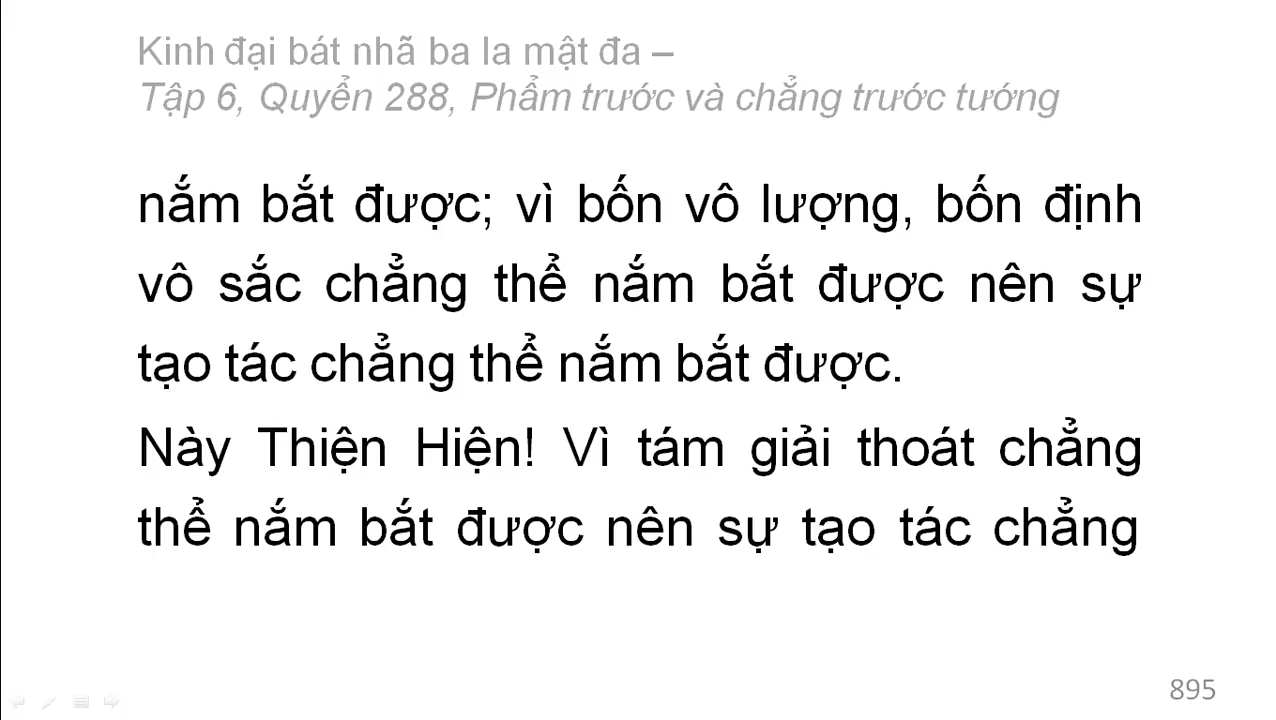 Kinh đại bát nhã ba la mật đa –
Tập 6, Quyển 288, Phẩm trước và chẳng trước tướng
nắm bắt được; vì bốn vô lượng, bốn định
vô sắc chẳng thể nắm bắt được nên sự
tạo tác chẳng thể nắm bắt được.
Này Thiện Hiện! Vì tám giải thoát chẳng
thể nắm bắt được nên sự tạo tác chẳng
895